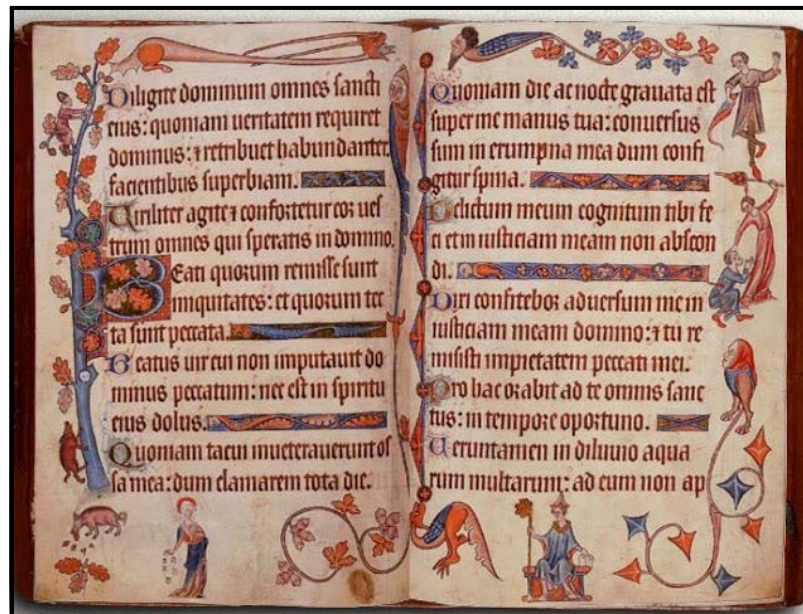 Diligite dominum omnes sancti
eius: quoniam ueritatem requiret
dominus: ⁊ retribuet habundanter
facientibus superbiam.
Uiriliter agite ⁊ confortetur cor ues
trum omnes qui speratis in domino.
Beati quorum remisse sunt
iniquitates: et quorum tec
ta sunt peccata.
Beatus uir cui non imputauit do
minus peccatum: nec est in spiritu
eius dolus.
Quoniam tacui inueterauerunt os
sa mea: dum clamarem tota die.
Quoniam die ac nocte grauata est
super me manus tua: conuersus
sum in erumpna mea dum confi
gitur spina.
Delictum meum cognitum tibi fe
ci et iniusticiam meam non abscon
di.
Dixi confitebor aduersum me in
iusticiam meam domino: ⁊ tu re
misisti impietatem peccati mei.
Pro hac orabit ad te omnis sanc
tus: in tempore oportuno.
Ueruntamen in diluuio aqua
rum multarum: ad eum non ap